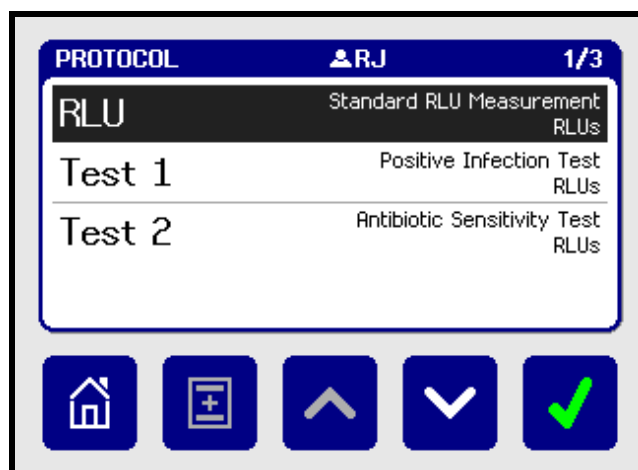 PROTOCOL RJ 1/3
RLU Standard RLU Measurement
RLUs
Test 1 Positive Infection Test
RLUs
Test 2 Antibiotic Sensitivity Test
RLUs